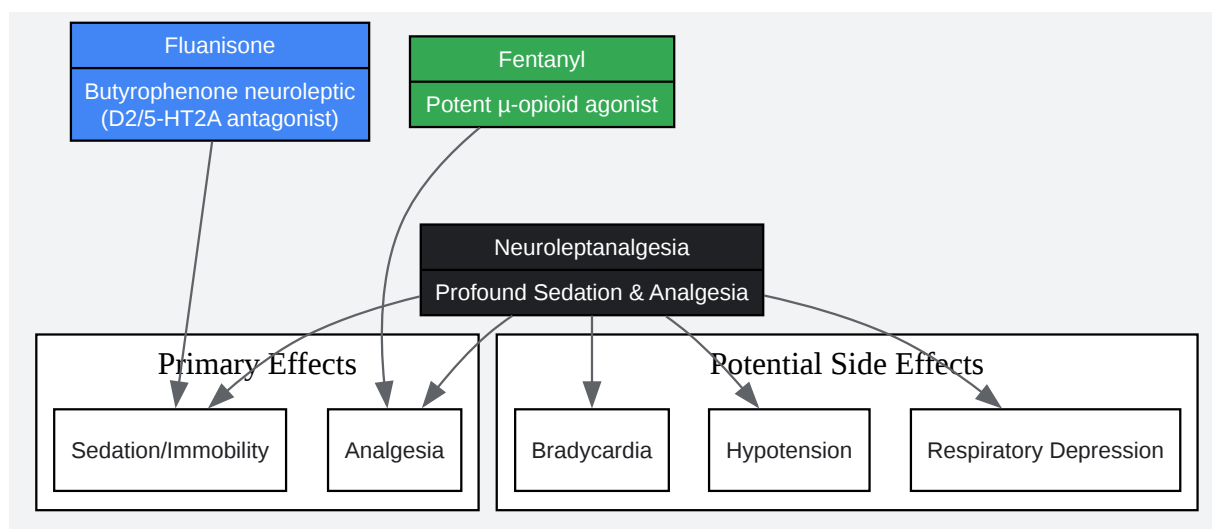 Fluanisone
Butyrophenone neuroleptic
(D2/5-HT2A antagonist)
Fentanyl
Potent µ-opioid agonist
Neuroleptanalgesia
Profound Sedation & Analgesia
Primary Effects
Potential Side Effects
Sedation/Immobility
Analgesia
Bradycardia
Hypotension
Respiratory Depression